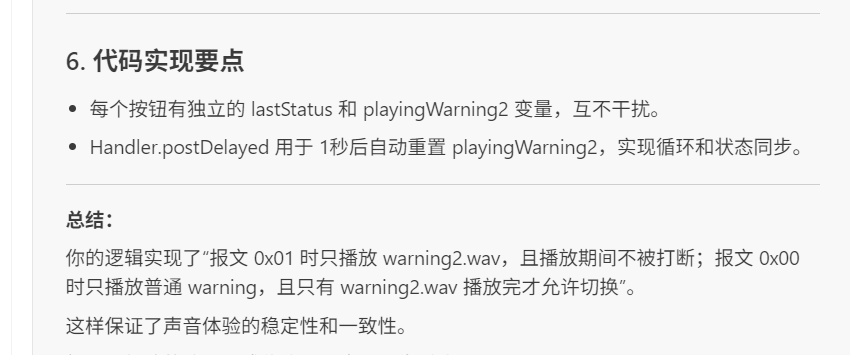 6. 代码实现要点
每个按钮有独立的 lastStatus 和 playingWarning2 变量，互不干扰。
Handler.postDelayed 用于 1秒后自动重置 playingWarning2，实现循环和状态同步。
总结：
你的逻辑实现了“报文 0x01 时只播放 warning2.wav，且播放期间不被打断；报文 0x00
时只播放普通 warning，且只有 warning2.wav 播放完才允许切换”。
这样保证了声音体验的稳定性和一致性。